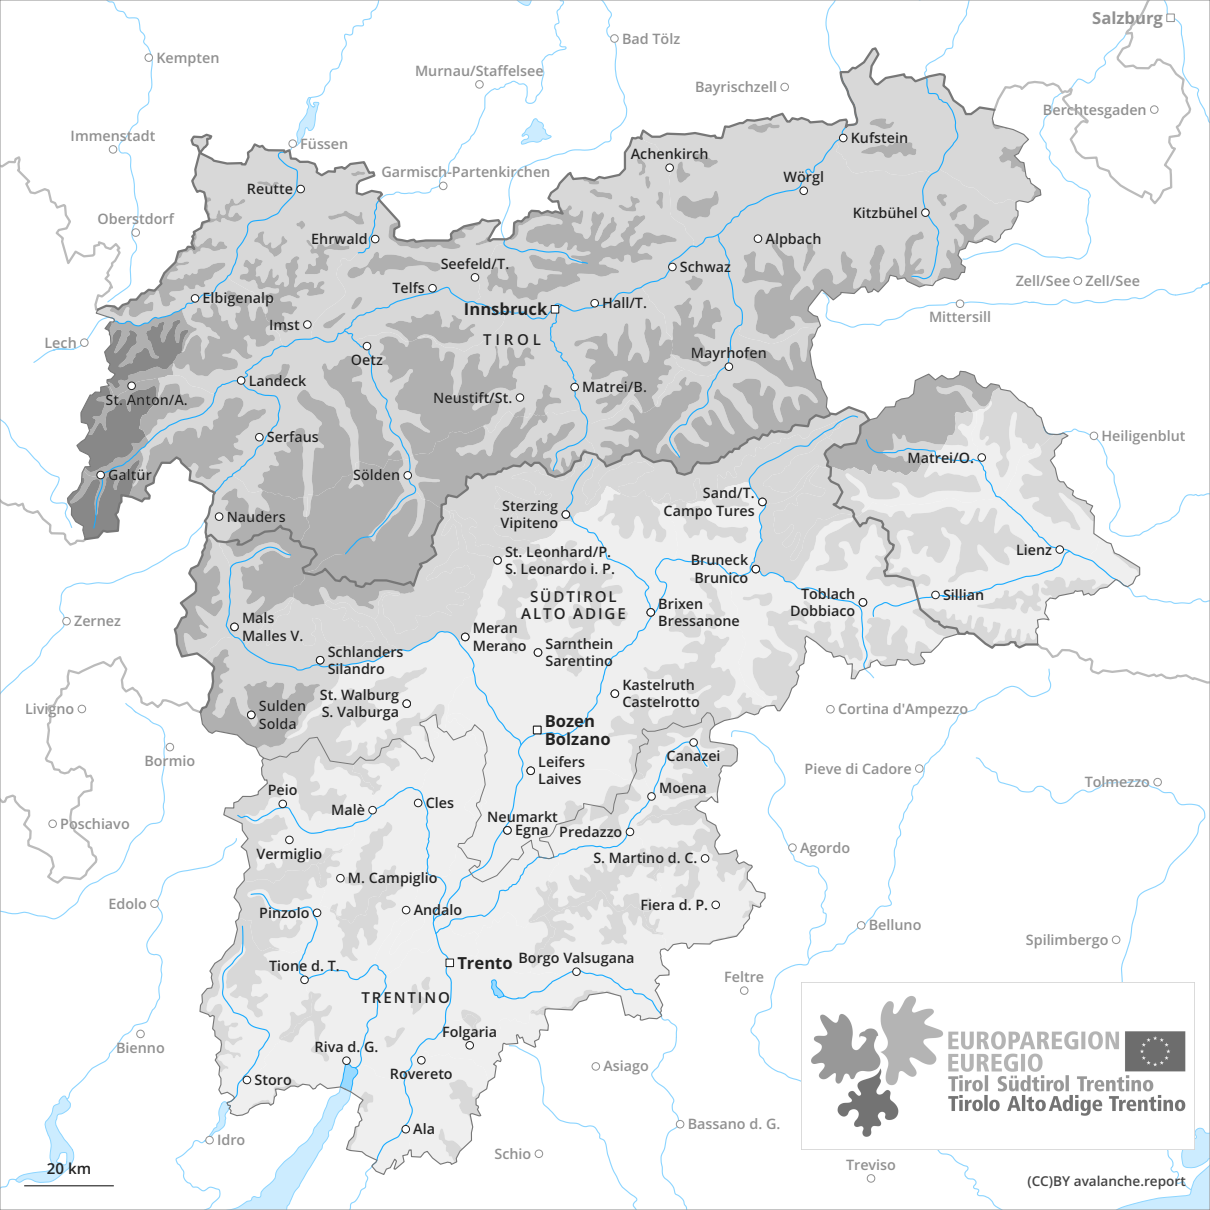 Salzburg
Bad Tölz
Kempten
Murnau/Staffelsee
Bayrischzell
Berchtesgaden
Immenstadt
Füssen
Kufstein
Achenkirch
Garmisch-Partenkirchen
Wörgl
Reutte
Oberstdorf
Kitzbühel
Ehrwald
Alpbach
Seefeld/T.
Schwaz
Zell/See
Zell/See
Telfs
Elbigenalp
Hall/T.
Innsbruck
Mittersill
Imst
TIROL
Lech
Mayrhofen
Oetz
Landeck
Matrei/B.
St. Anton/A.
Neustift/St.
Serfaus
Heiligenblut
Matrei/O.
Galtür
Sölden
Sand/T.
Campo Tures
Sterzing
Vipiteno
Nauders
Lienz
St. Leonhard/P.
S. Leonardo i. P.
Bruneck
Brunico
SÜDTIROL
ALTO ADIGE
Toblach
Dobbiaco
Sillian
Brixen
Bressanone
Mals
Malles V.
Zernez
Meran
Merano
Sarnthein
Sarentino
Schlanders
Silandro
Kastelruth
Castelrotto
St. Walburg
S. Valburga
Sulden
Solda
Livigno
Cortina d'Ampezzo
Bozen
Bolzano
Bormio
Canazei
Leifers
Laives
Pieve di Cadore
Tolmezzo
Peio
Moena
Malè
Cles
Neumarkt
Egna
Predazzo
Poschiavo
Vermiglio
Agordo
S. Martino d. C.
M. Campiglio
Edolo
Pinzolo
Andalo
Fiera d. P.
Belluno
Spilimbergo
Trento
Borgo Valsugana
Tione d. T.
Feltre
TRENTINO
Folgaria
Bienno
Riva d. G.
Rovereto
Asiago
Storo
EUROPAREGION
EUREGIO
Tirol Südtirol Trentino
Tirolo Alto Adige Trentino
Ala
Bassano d. G.
Idro
Schio
Treviso
20 km
(CC)BY avalanche.report